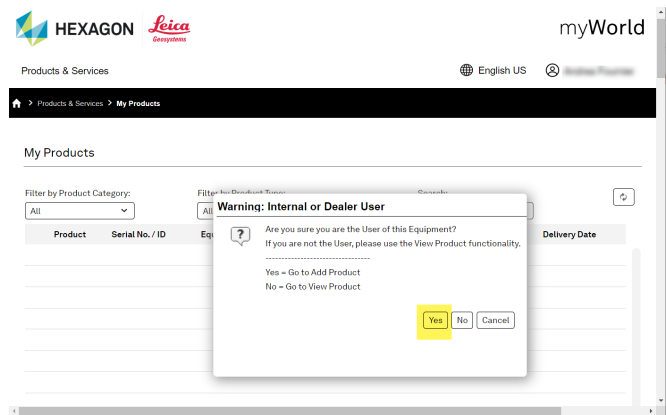 HEXAGON
Leica
Geosystems
myWorld
Products & Services
English US
> Products & Services > My Products
My Products
Filter by Product Category:
Filter by Product Type:
Search:
All
All
Product Serial No. / ID
Delivery Date
Warning: Internal or Dealer User
?
Are you sure you are the User of this Equipment?
If you are not the User, please use the View Product functionality.
---------------------------------
Yes = Go to Add Product
No = Go to View Product
Yes No Cancel